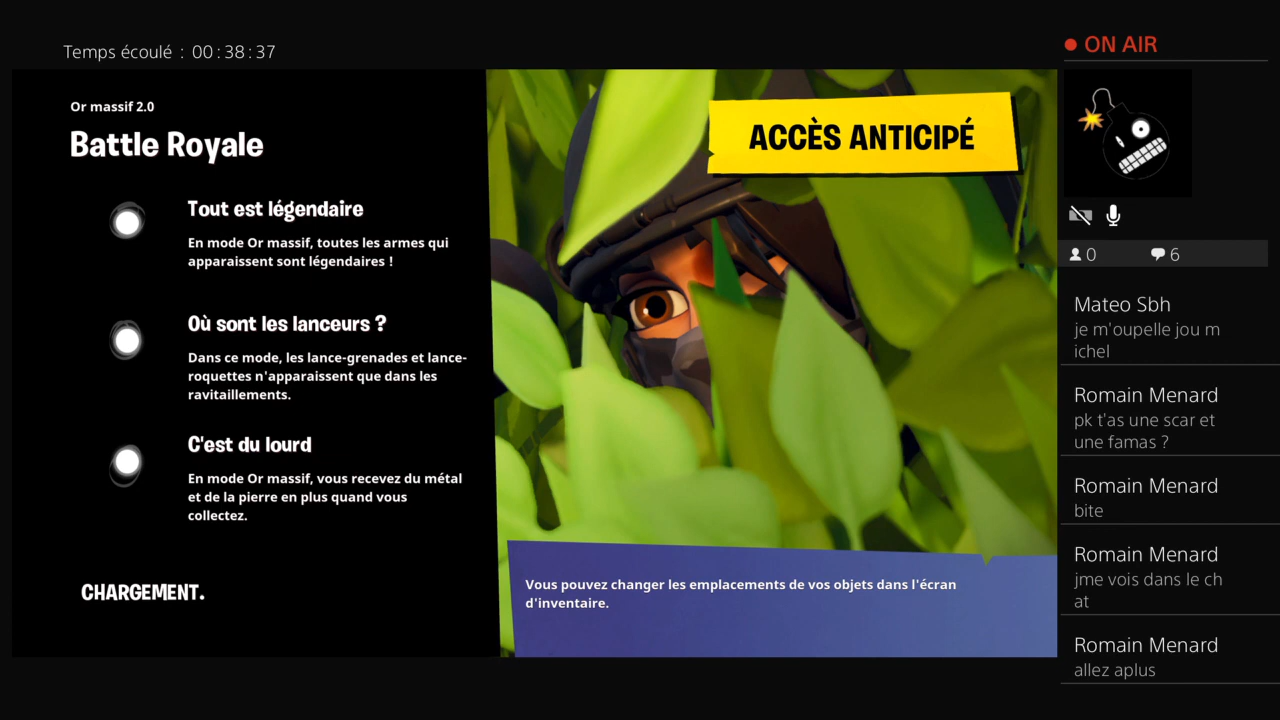 Temps écoulé : 00:38:37
ON AIR
Or massif 2.0
Battle Royale
Tout est légendaire
En mode Or massif, toutes les armes qui
apparaissent sont légendaires !
Où sont les lanceurs ?
Dans ce mode, les lance-grenades et lance-
roquettes n'apparaissent que dans les
ravitaillements.
C'est du lourd
En mode Or massif, vous recevez du métal
et de la pierre en plus quand vous
collectez.
CHARGEMENT.
ACCÈS ANTICIPÉ
Vous pouvez changer les emplacements de vos objets dans l'écran
d'inventaire.
0 6
Mateo Sbh
je m'oupelle jou m
ichel
Romain Menard
pk t'as une scar et
une famas ?
Romain Menard
bite
Romain Menard
jme vois dans le ch
at
Romain Menard
allez aplus